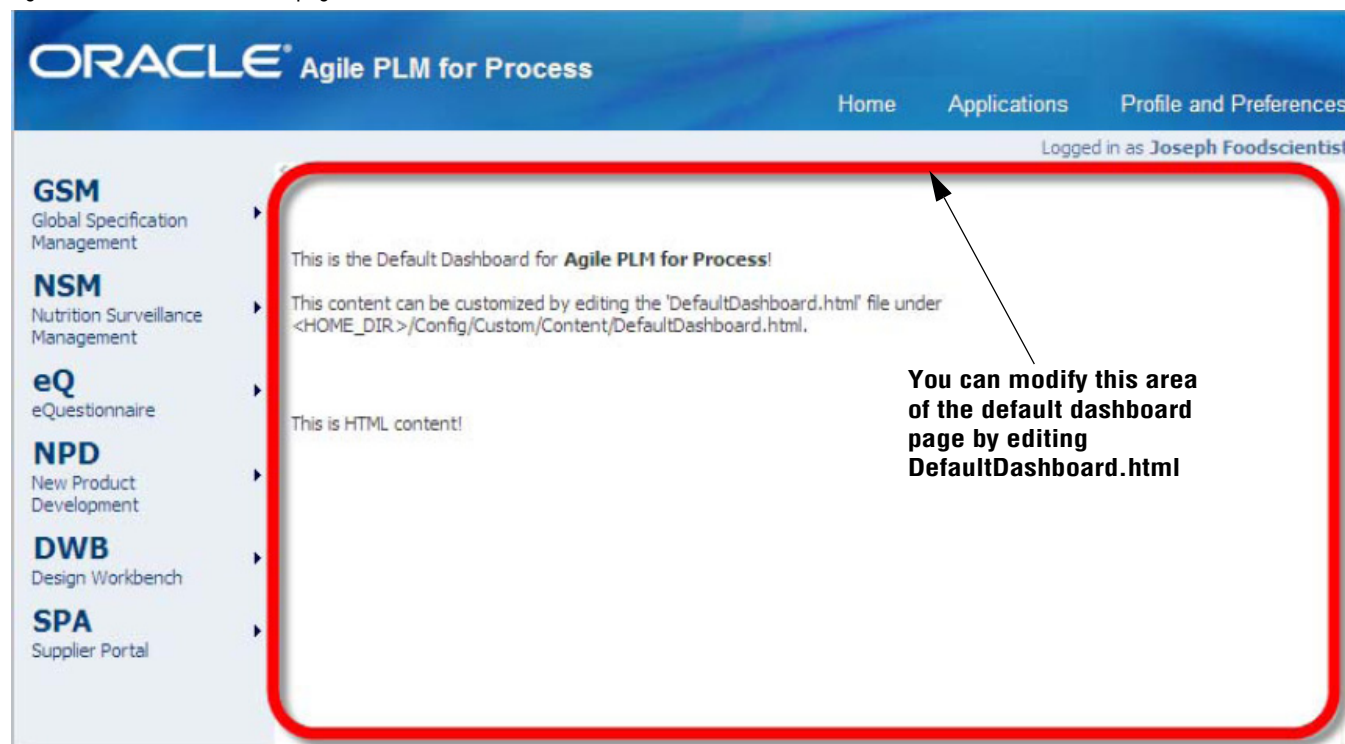 ORACLE® Agile PLM for Process
Home Applications Profile and Preferences
Logged in as Joseph Foodscientist
GSM
Global Specification
Management
NSM
Nutrition Surveillance
Management
eQ
eQuestionnaire
NPD
New Product
Development
DWB
Design Workbench
SPA
Supplier Portal
This is the Default Dashboard for Agile PLM for Process!
This content can be customized by editing the 'DefaultDashboard.html' file under
<HOME_DIR>/Config/Custom/Content/DefaultDashboard.html.
This is HTML content!
You can modify this area
of the default dashboard
page by editing
DefaultDashboard.html